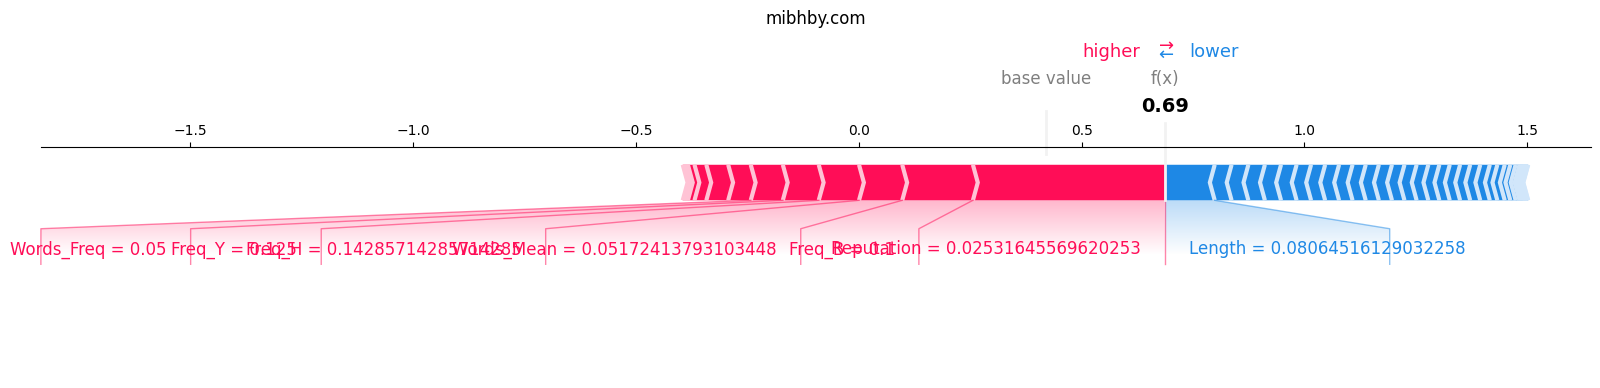 mibhby.com
higher ⇄ lower
base value f(x)
0.69
−1.5 −1.0 −0.5 0.0 0.5 1.0 1.5
Words_Freq = 0.05 Freq_Y = 0.125 Freq_H = 0.14285714285714285 Words_Mean = 0.05172413793103448 Freq_B = 0.1 Reputation = 0.02531645569620253 Length = 0.08064516129032258